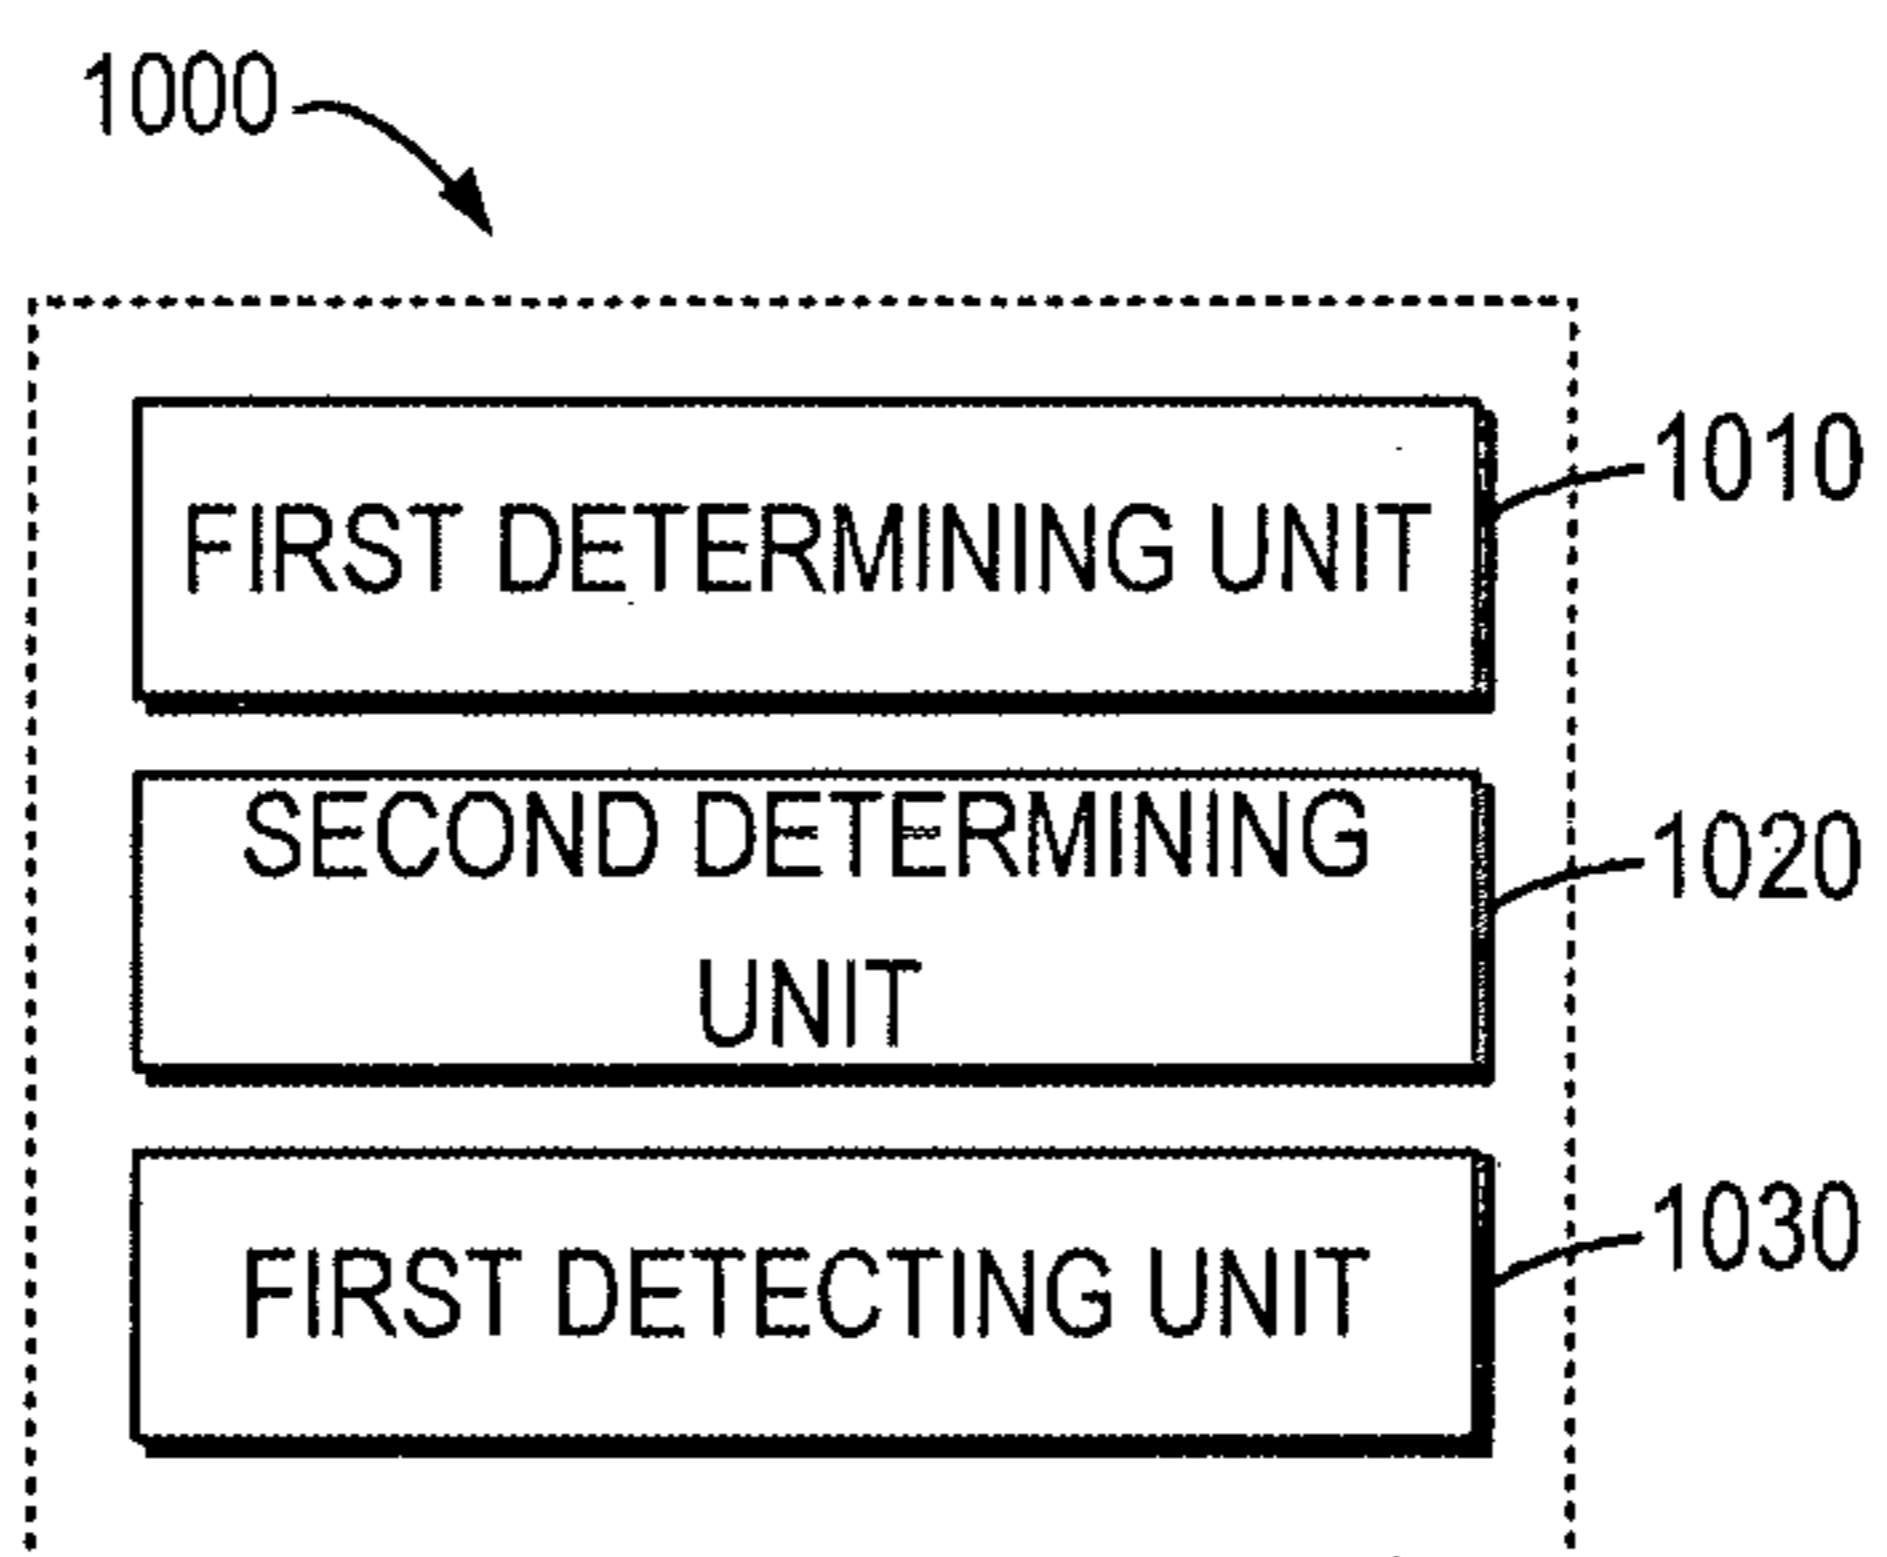 1000
FIRST DETERMINING UNIT
1010
SECOND DETERMINING
UNIT
1020
FIRST DETECTING UNIT
1030